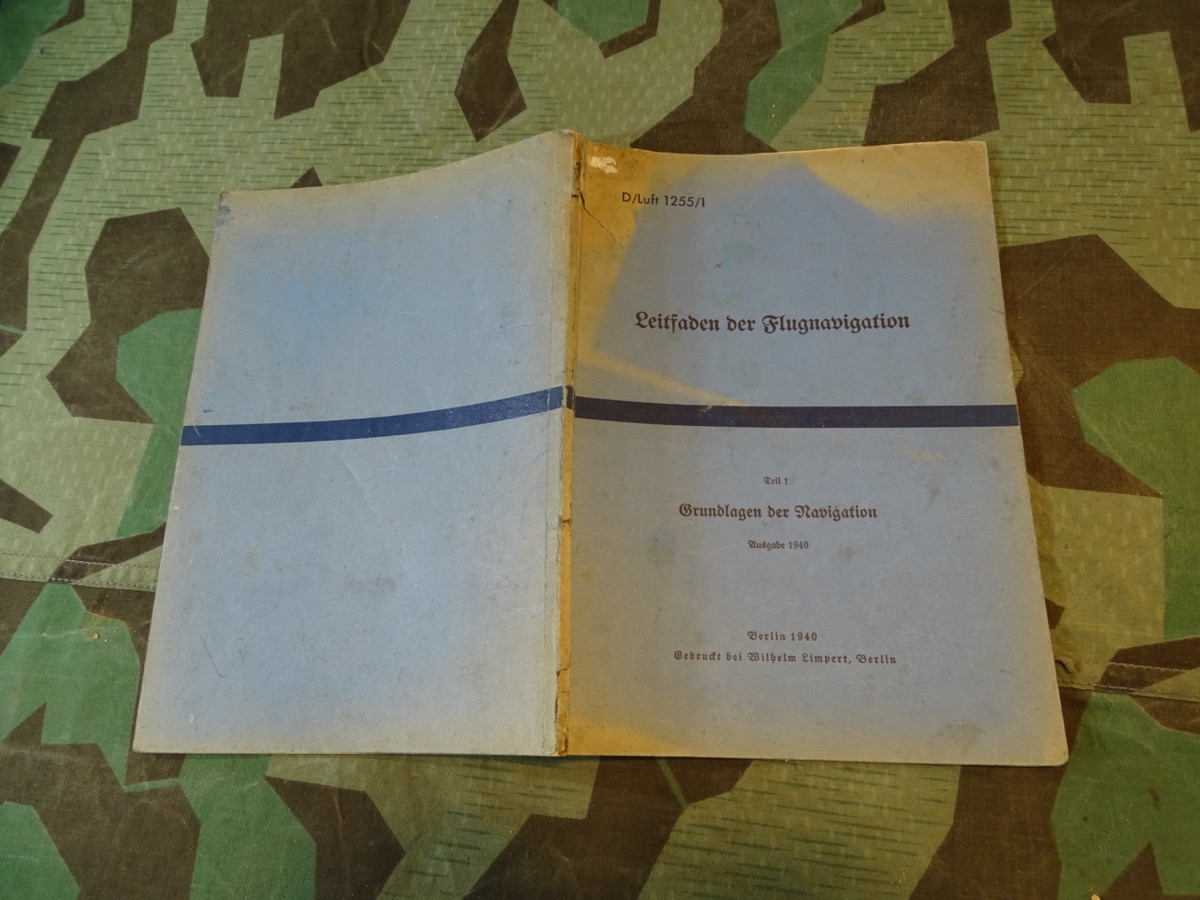 D/Luft 1255/1
Leitfaden der Flugnavigation
Teil 1
Grundlagen der Navigation
Ausgabe 1940
Berlin 1940
Gedruckt bei Wilhelm Limpert, Berlin